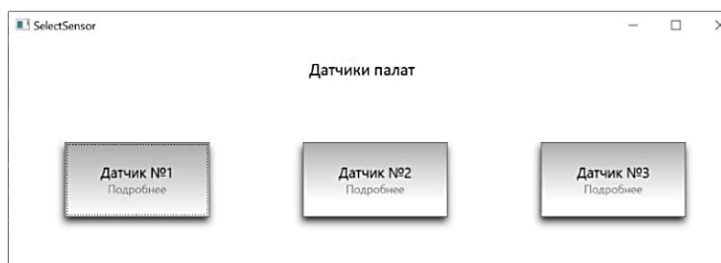 SelectSensor
Датчики палат
Датчик №1
Подробнее
Датчик №2
Подробнее
Датчик №3
Подробнее